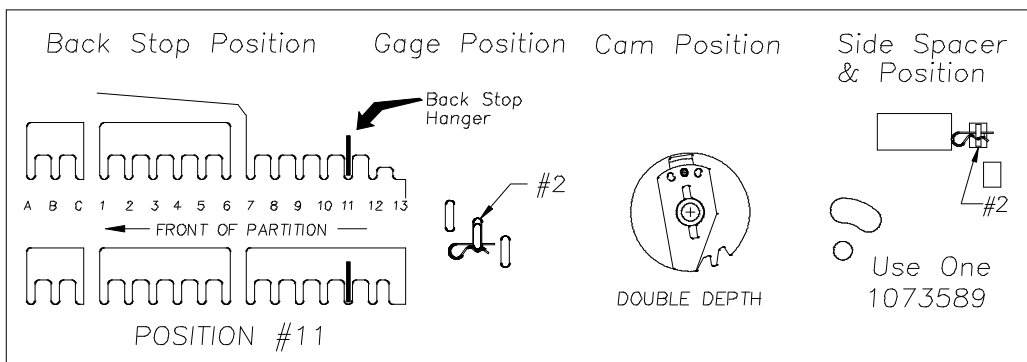 Back Stop Position
Gage Position
Cam Position
Side Spacer
& Position
Back Stop
Hanger
#2
#2
A B C 1 2 3 4 5 6 7 8 9 10 11 12 13
FRONT OF PARTITION
DOUBLE DEPTH
Use One
1073589
POSITION #11